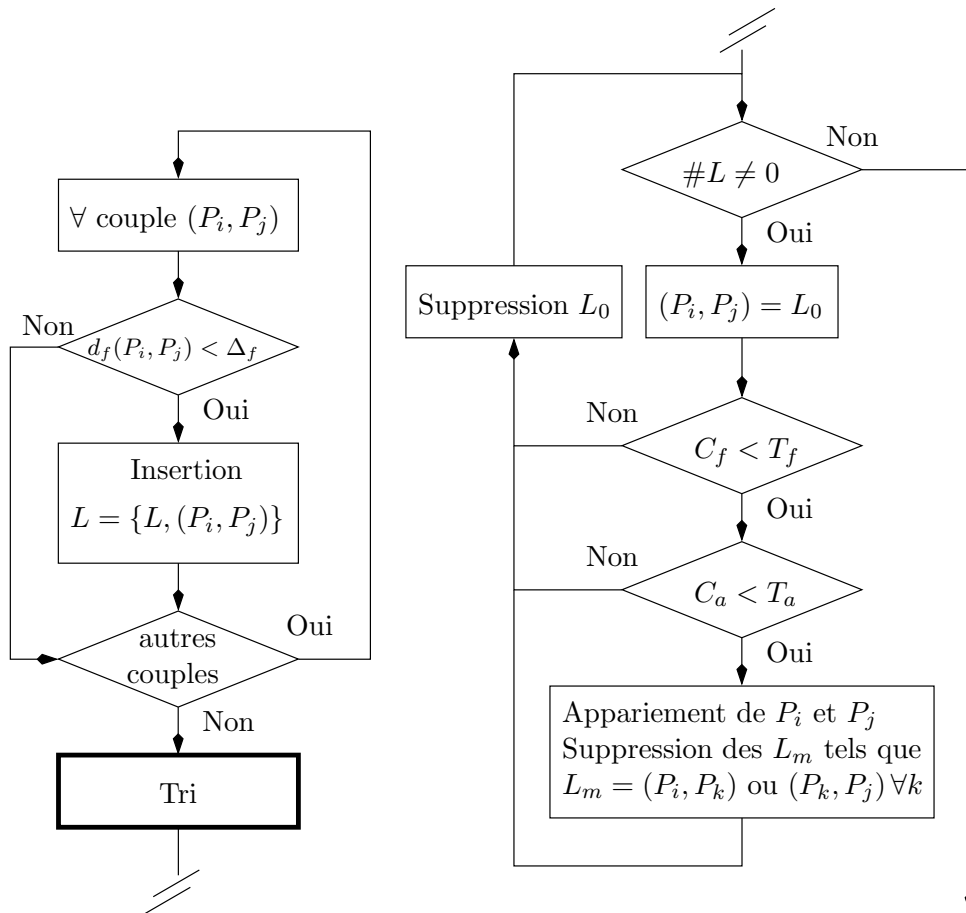 ∀ couple (P_i, P_j)
Non
d_f(P_i, P_j) < Δ_f
Oui
Insertion
L = {L, (P_i, P_j)}
autres
couples
Oui
Non
Tri
#L ≠ 0
Non
Oui
Suppression L_0
(P_i, P_j) = L_0
Non
C_f < T_f
Oui
Non
C_a < T_a
Oui
Appariement de P_i et P_j
Suppression des L_m tels que
L_m = (P_i, P_k) ou (P_k, P_j) ∀k